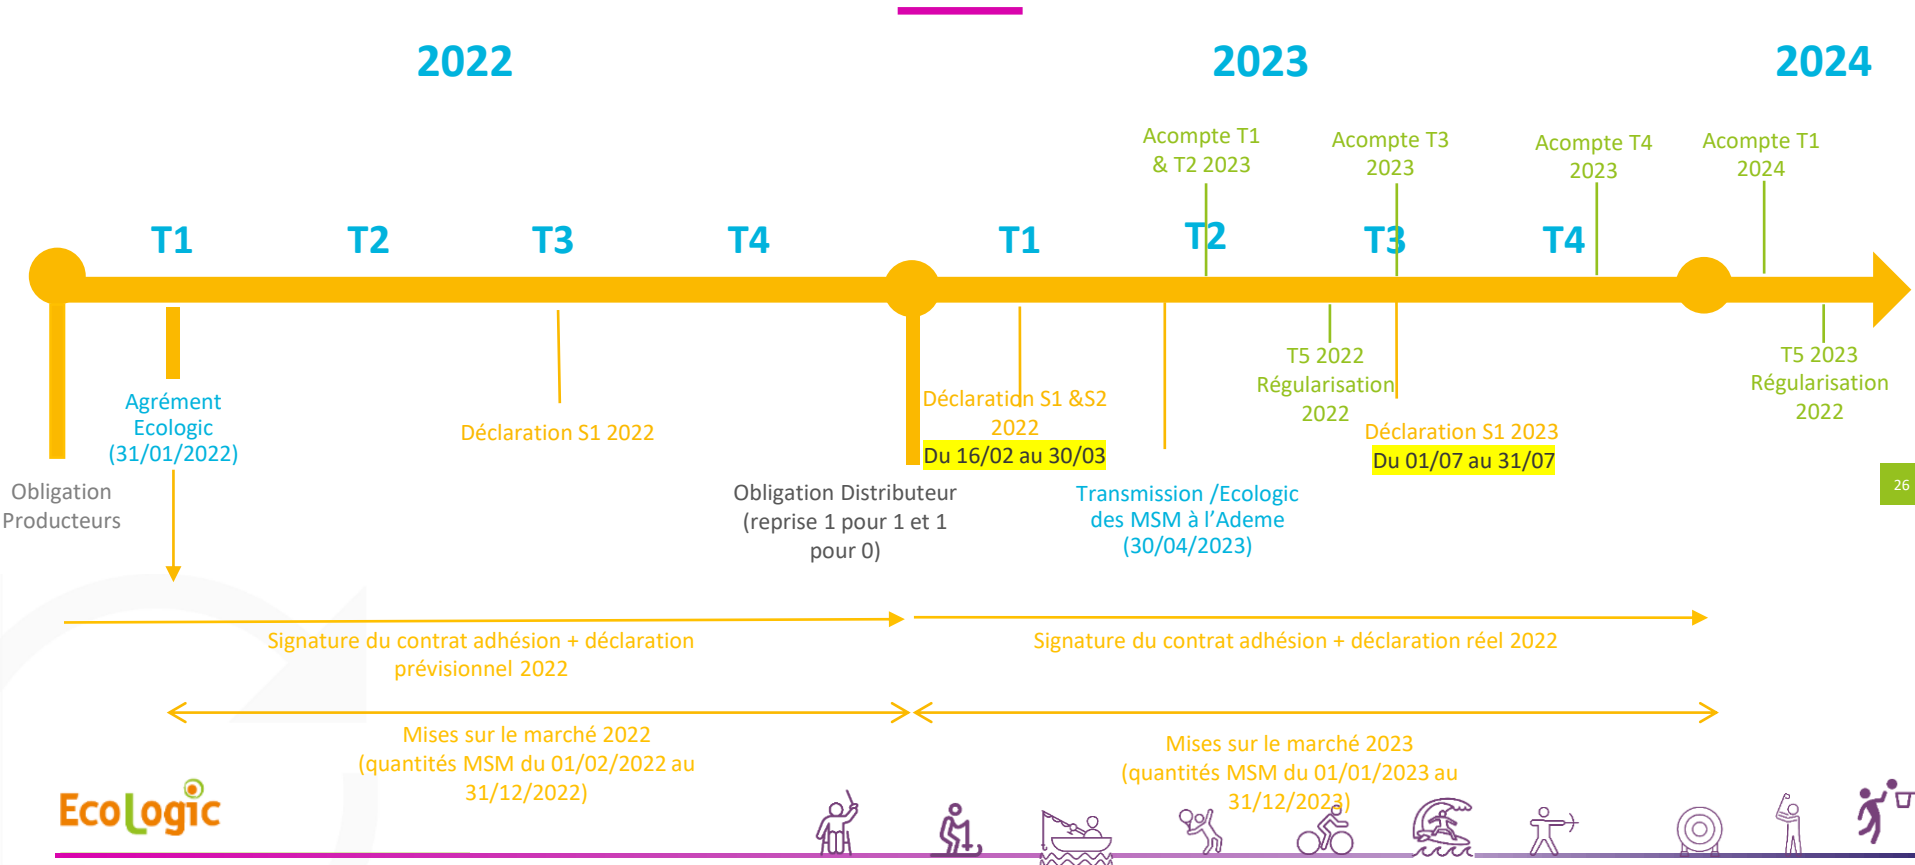 2022
2023
2024
Acompte T1
& T2 2023
Acompte T3
2023
Acompte T4
2023
Acompte T1
2024
T1
T2
T3
T4
T1
T2
T3
T4
Agrément
Ecologic
(31/01/2022)
Déclaration S1 2022
Déclaration S1 &S2
2022
Du 16/02 au 30/03
T5 2022
Régularisation
2022
Déclaration S1 2023
Du 01/07 au 31/07
T5 2023
Régularisation
2022
Obligation
Producteurs
Obligation Distributeur
(reprise 1 pour 1 et 1
pour 0)
Transmission /Ecologic
des MSM à l’Ademe
(30/04/2023)
26
Signature du contrat adhésion + déclaration
prévisionnel 2022
Signature du contrat adhésion + déclaration réel 2022
Mises sur le marché 2022
(quantités MSM du 01/02/2022 au
31/12/2022)
Mises sur le marché 2023
(quantités MSM du 01/01/2023 au
31/12/2023)
EcoLogic